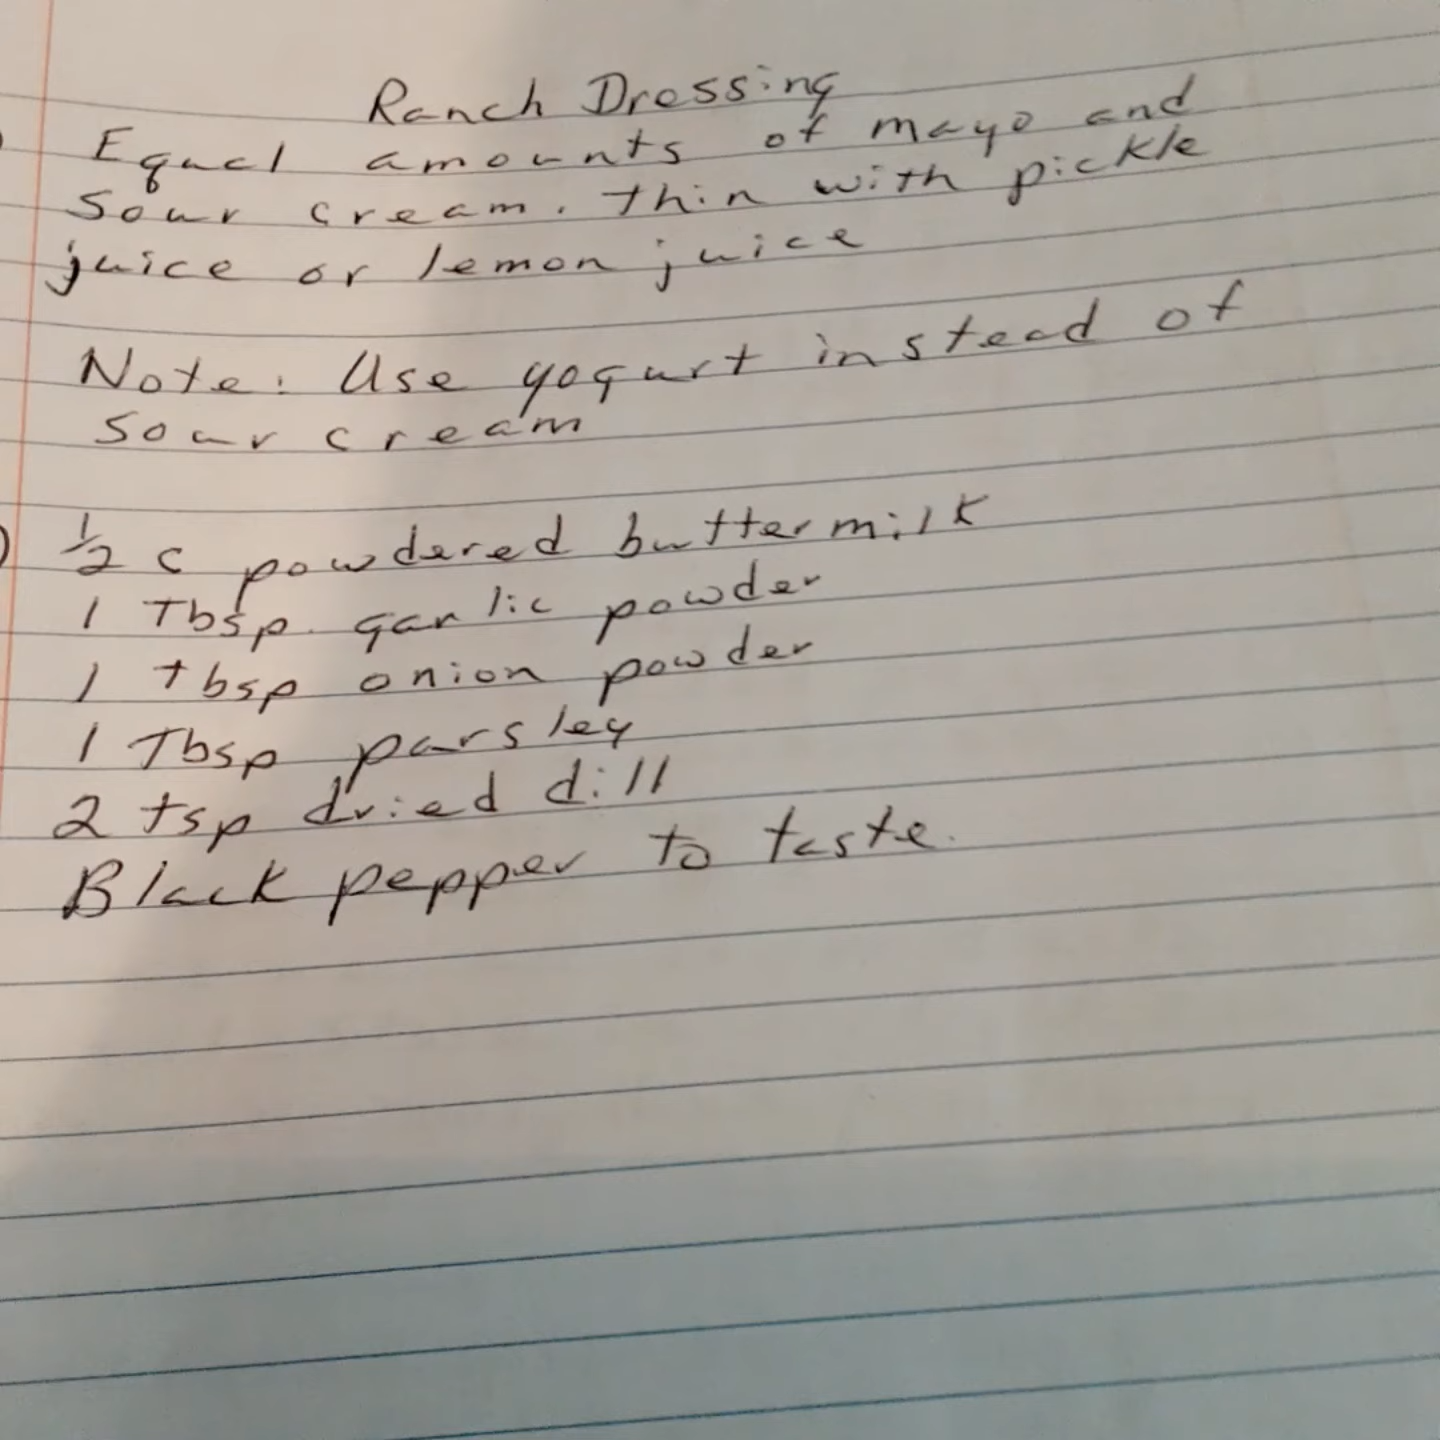 Ranch Dressing
Equal amounts of mayo and
sour cream. thin with pickle
juice or lemon juice
Note: Use yogurt instead of
sour cream
1/2 c powdered buttermilk
1 Tbsp. garlic powder
1 tbsp onion powder
1 Tbsp parsley
2 tsp dried dill
Black pepper to taste.